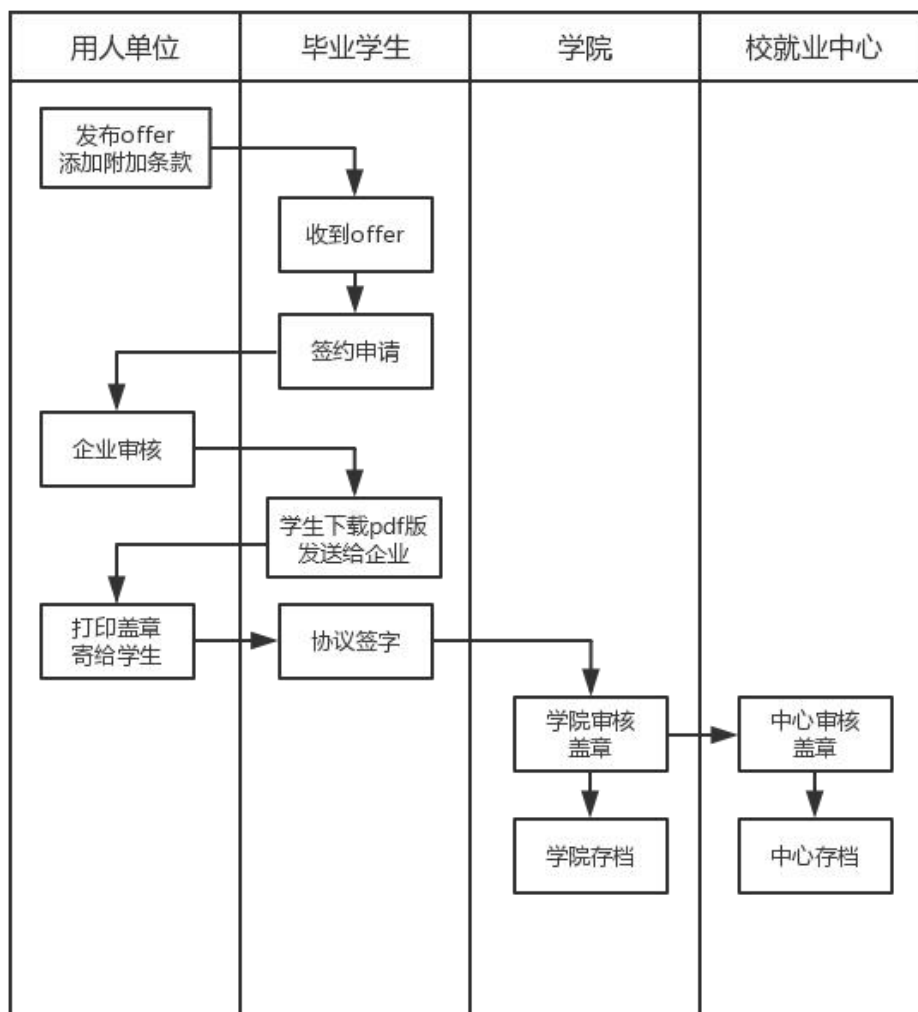 用人单位
毕业学生
学院
校就业中心
发布offer
添加附加条款
收到offer
签约申请
企业审核
学生下载pdf版
发送给企业
打印盖章
寄给学生
协议签字
学院审核
盖章
中心审核
盖章
学院存档
中心存档